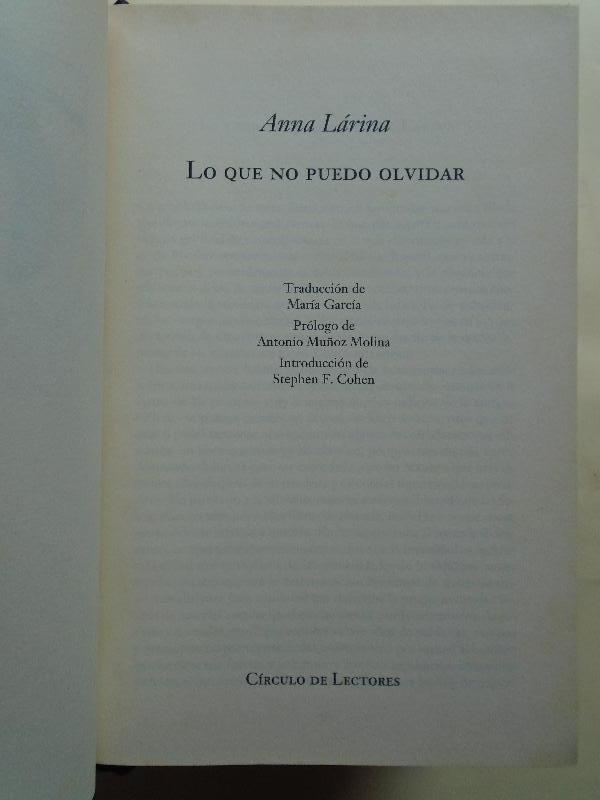 Anna Lárina
Lo que no puedo olvidar
Traducción de
María García
Prólogo de
Antonio Muñoz Molina
Introducción de
Stephen F. Cohen
Círculo de Lectores